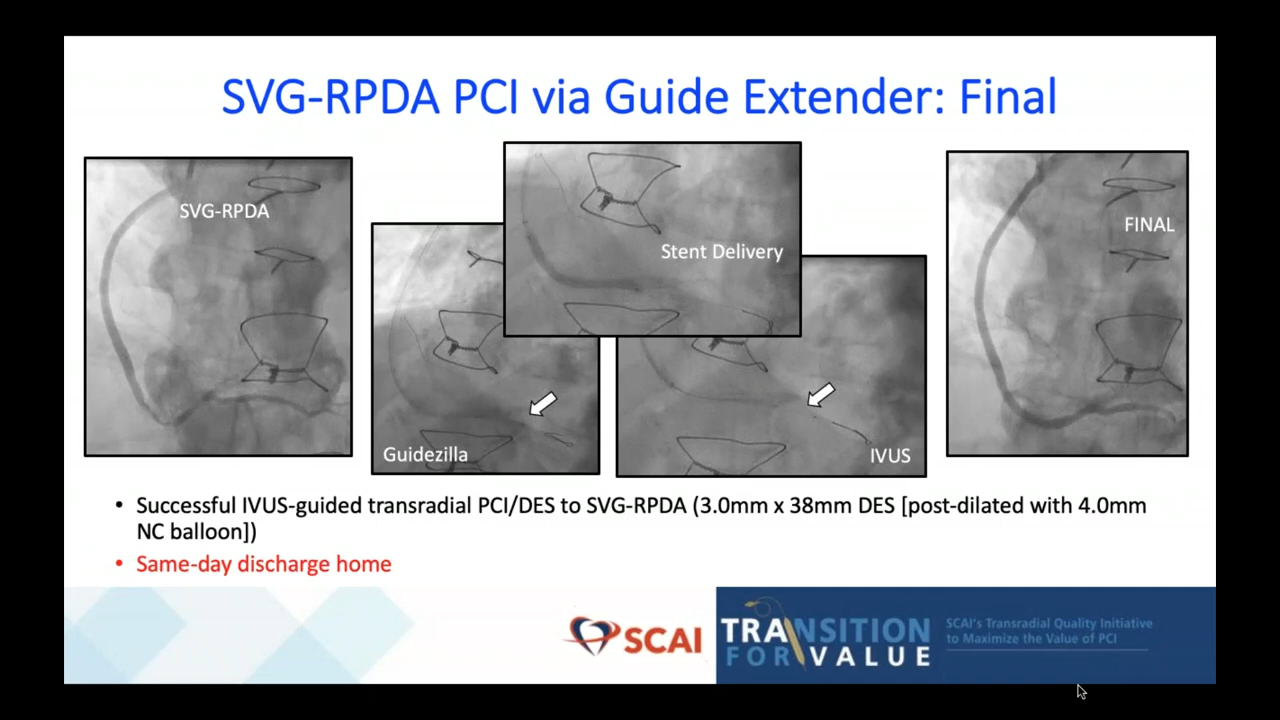 SVG-RPDA PCI via Guide Extender: Final
SVG-RPDA
Guidezilla
Stent Delivery
IVUS
FINAL
• Successful IVUS-guided transradial PCI/DES to SVG-RPDA (3.0mm x 38mm DES [post-dilated with 4.0mm
NC balloon])
• Same-day discharge home
SCAI
TRANSITION
FOR VALUE
SCAI's Transradial Quality Initiative
to Maximize the Value of PCI